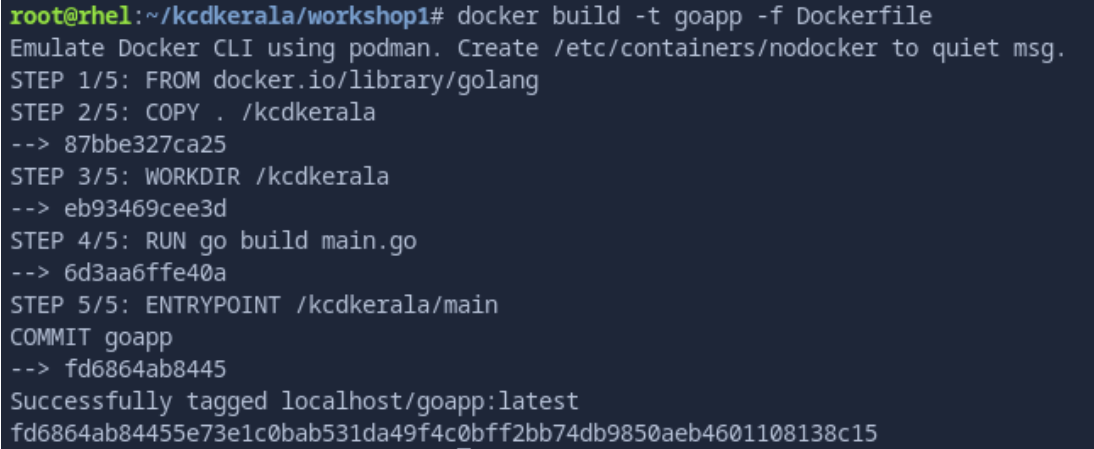 root@rhel:~/kcdkerala/workshop1# docker build -t goapp -f Dockerfile
Emulate Docker CLI using podman. Create /etc/containers/nodocker to quiet msg.
STEP 1/5: FROM docker.io/library/golang
STEP 2/5: COPY . /kcdkerala
--> 87bbe327ca25
STEP 3/5: WORKDIR /kcdkerala
--> eb93469cee3d
STEP 4/5: RUN go build main.go
--> 6d3aa6ffe40a
STEP 5/5: ENTRYPOINT /kcdkerala/main
COMMIT goapp
--> fd6864ab8445
Successfully tagged localhost/goapp:latest
fd6864ab84455e73e1c0bab531da49f4c0bff2bb74db9850aeb4601108138c15